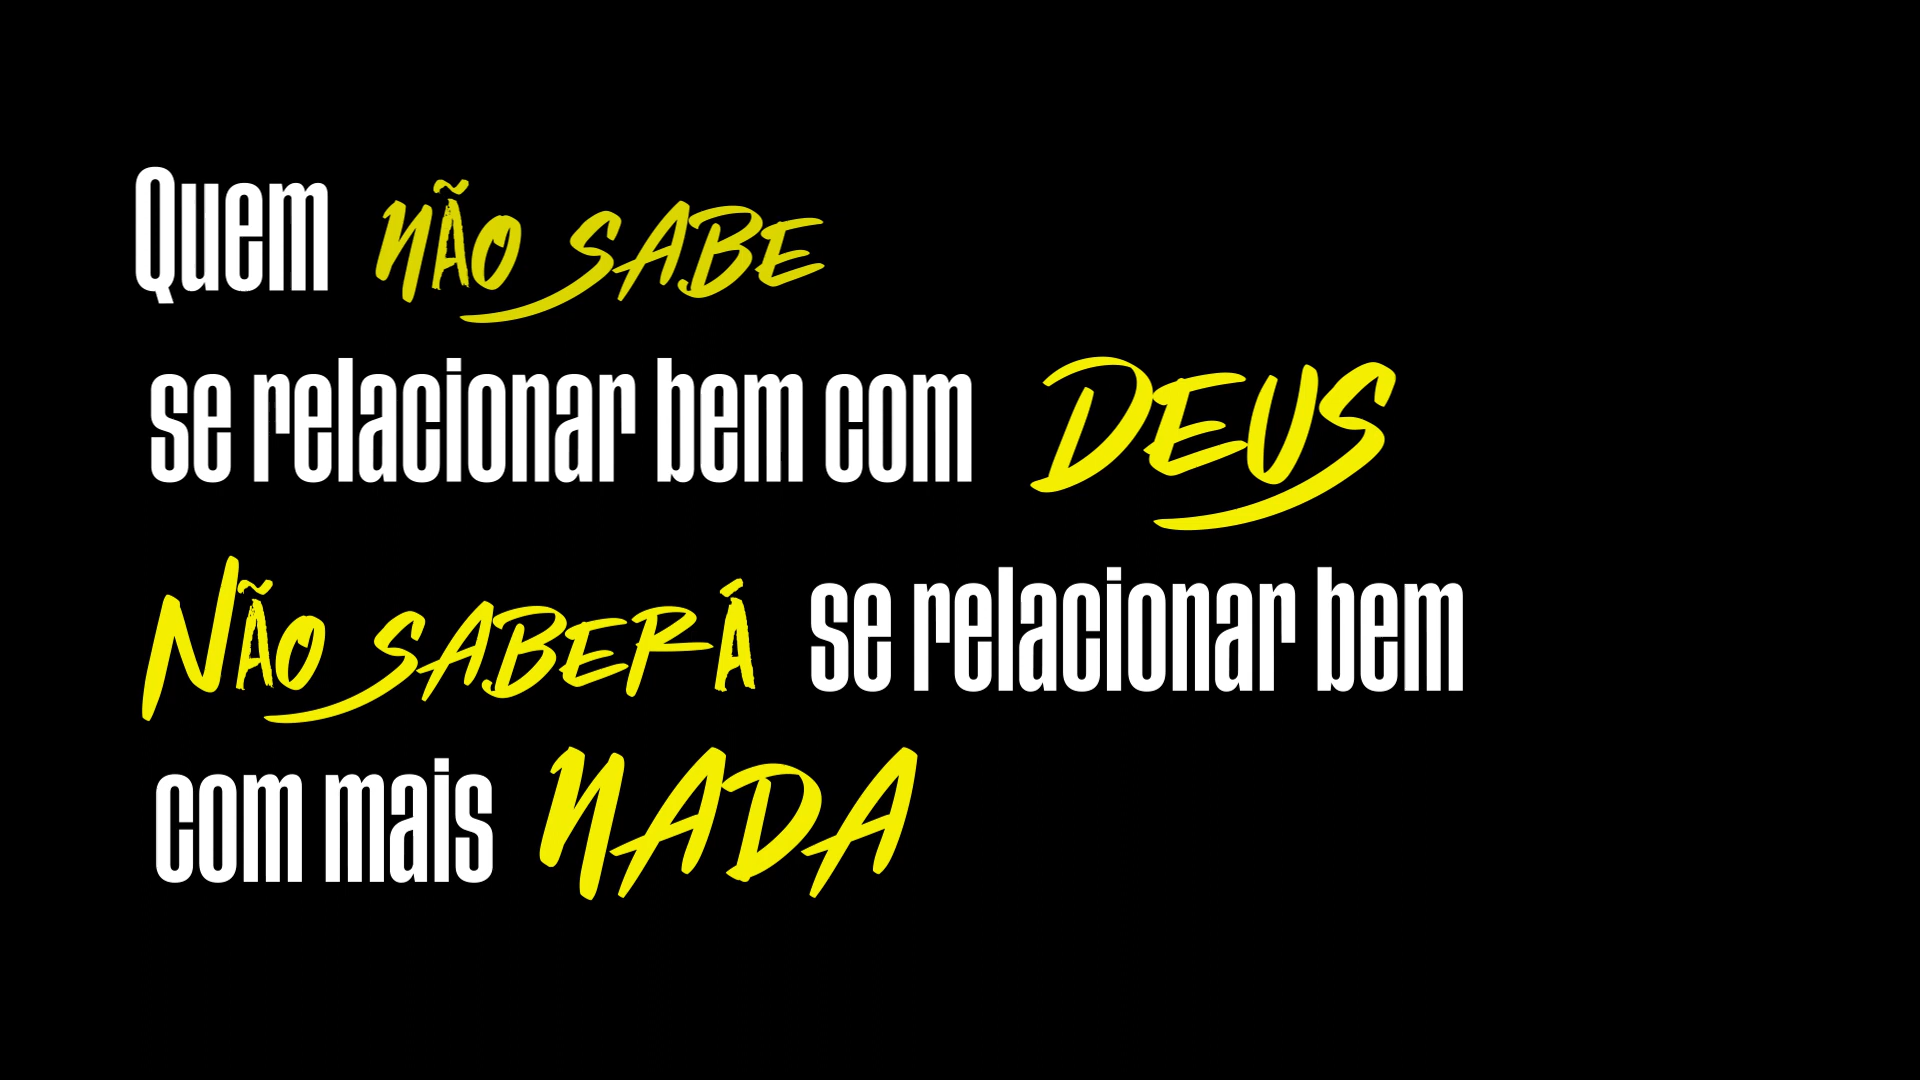 Quem NÃO SABE
se relacionar bem com DEUS
NÃO SABERÁ se relacionar bem
com mais NADA